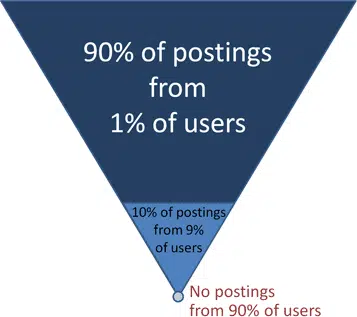 90% of postings
from
1% of users
10% of postings
from 9%
of users
No postings
from 90% of users